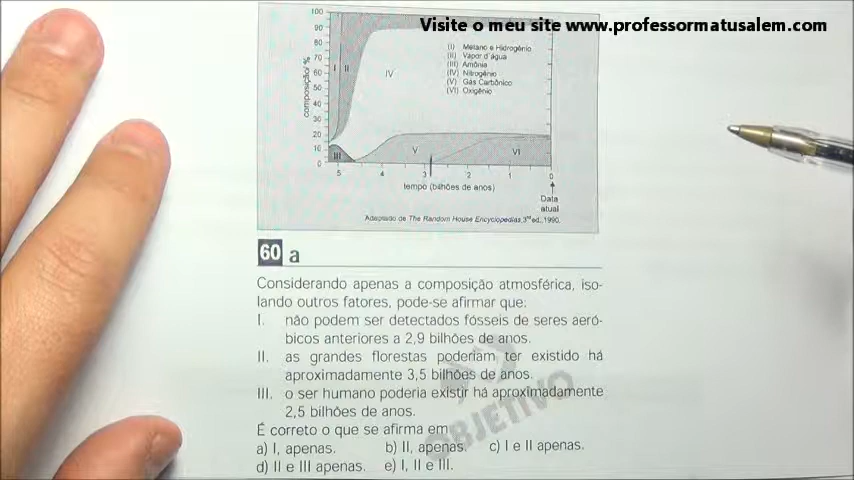 Visite o meu site www.professormatusalem.com
100
90
80
70
60
50
40
30
20
10
0
composição/ %
I
II
III
IV
V
VI
(I) Metano e Hidrogênio
(II) Vapor d'água
(III) Amônia
(IV) Nitrogênio
(V) Gás Carbônico
(VI) Oxigênio
5 4 3 2 1 0
tempo (bilhões de anos)
Data
atual
Adaptado de The Random House Encyclopedias, 3rd ed., 1990.
60 a
Considerando apenas a composição atmosférica, iso-
lando outros fatores, pode-se afirmar que:
I. não podem ser detectados fósseis de seres aeró-
bicos anteriores a 2,9 bilhões de anos.
II. as grandes florestas poderiam ter existido há
aproximadamente 3,5 bilhões de anos.
III. o ser humano poderia existir há aproximadamente
2,5 bilhões de anos.
É correto o que se afirma em
a) I, apenas. b) II, apenas. c) I e II apenas.
d) II e III apenas. e) I, II e III.
OBJETIVO